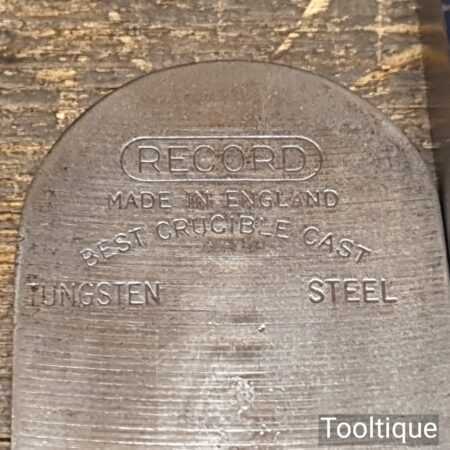 RECORD
MADE IN ENGLAND
BEST CRUCIBLE CAST
TUNGSTEN STEEL
Tooltique